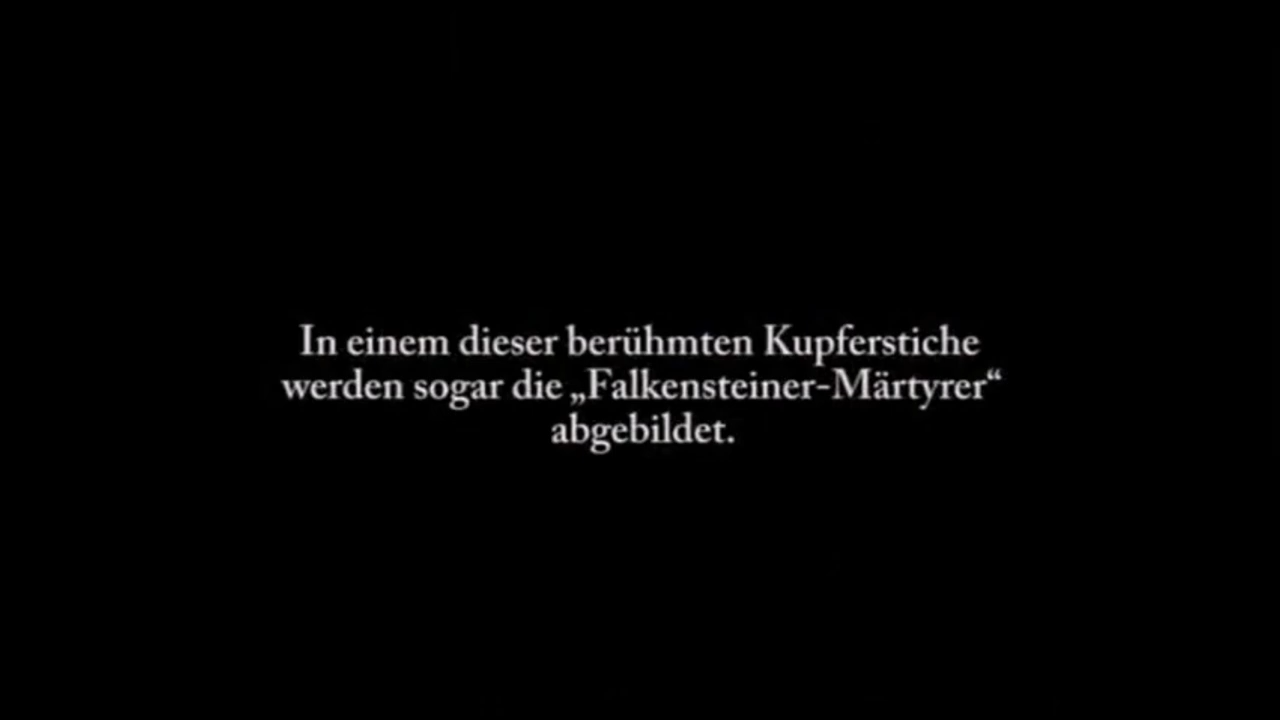 In einem dieser berühmten Kupferstiche
werden sogar die „Falkensteiner-Märtyrer“
abgebildet.